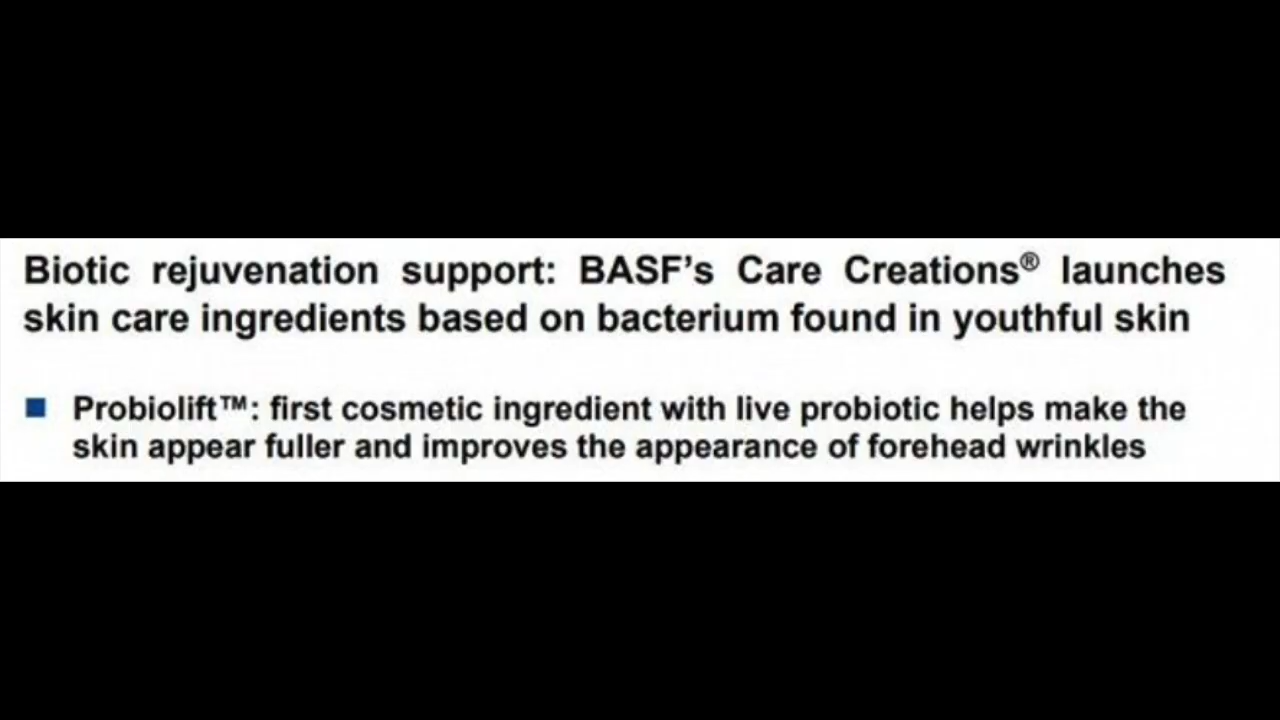 Biotic rejuvenation support: BASF’s Care Creations® launches
skin care ingredients based on bacterium found in youthful skin
Probiolift™: first cosmetic ingredient with live probiotic helps make the
skin appear fuller and improves the appearance of forehead wrinkles